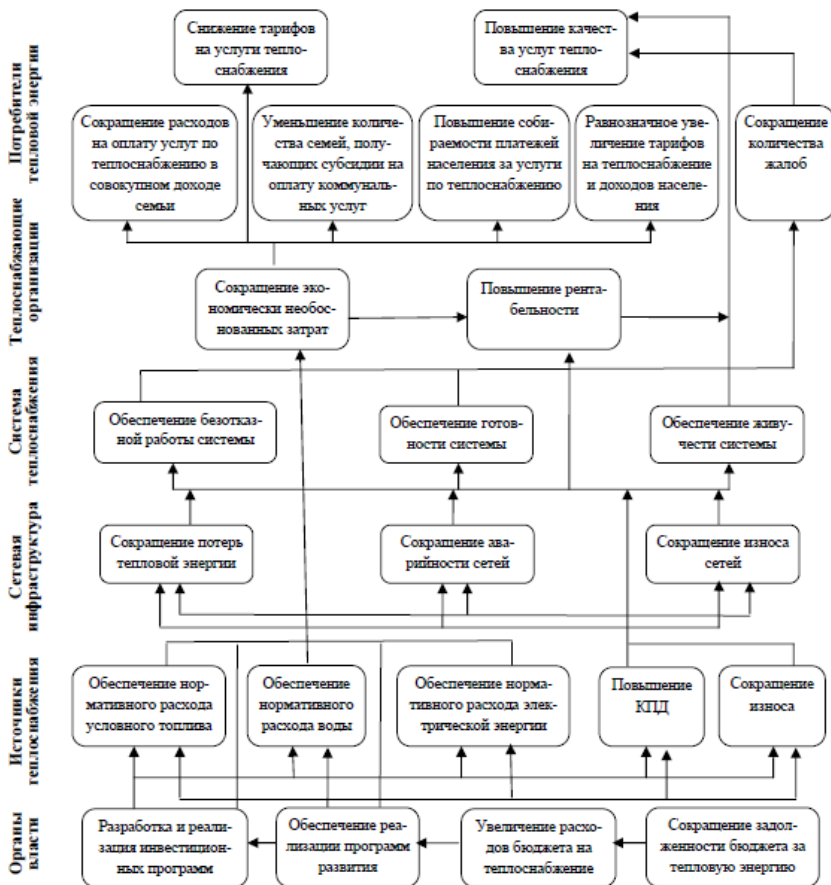 Потребители
тепловой энергии
Снижение тарифов
на услуги тепло-
снабжения
Повышение качест-
ва услуг тепло-
снабжения
Сокращение расходов
на оплату услуг по
теплоснабжению в
совокупном доходе
семьи
Уменьшение количе-
ства семей, полу-
чающих субсидии на
оплату коммуналь-
ных услуг
Повышение соби-
раемости платежей
населения за услуги
по теплоснабжению
Равнозначное уве-
личение тарифов
на теплоснабжение
и доходов населе-
ния
Сокращение
количества
жалоб
Теплоснабжающие
организации
Сокращение эко-
номически необос-
нованных затрат
Повышение рента-
бельности
Система
теплоснабжения
Обеспечение безотказ-
ной работы системы
Обеспечение готов-
ности системы
Обеспечение живу-
чести системы
Сетевая
инфраструктура
Сокращение потерь
тепловой энергии
Сокращение ава-
рийности сетей
Сокращение износа
сетей
Источники
теплоснабжения
Обеспечение нор-
мативного расхода
условного топлива
Обеспечение
нормативного
расхода воды
Обеспечение норма-
тивного расхода элек-
трической энергии
Повышение
КПД
Сокращение
износа
Органы
власти
Разработка и реали-
зация инвестицион-
ных программ
Обеспечение реа-
лизации программ
развития
Увеличение расхо-
дов бюджета на
теплоснабжение
Сокращение задол-
женности бюджета за
тепловую энергию